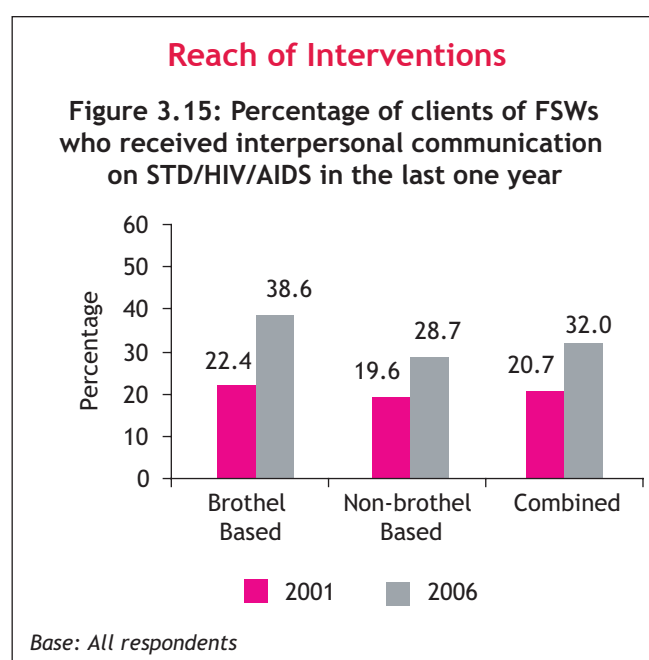 Reach of Interventions
Figure 3.15: Percentage of clients of FSWs
who received interpersonal communication
on STD/HIV/AIDS in the last one year
60
50
40
30
20
10
0
Percentage
22.4
38.6
19.6
28.7
20.7
32.0
Brothel
Based
Non-brothel
Based
Combined
2001
2006
Base: All respondents